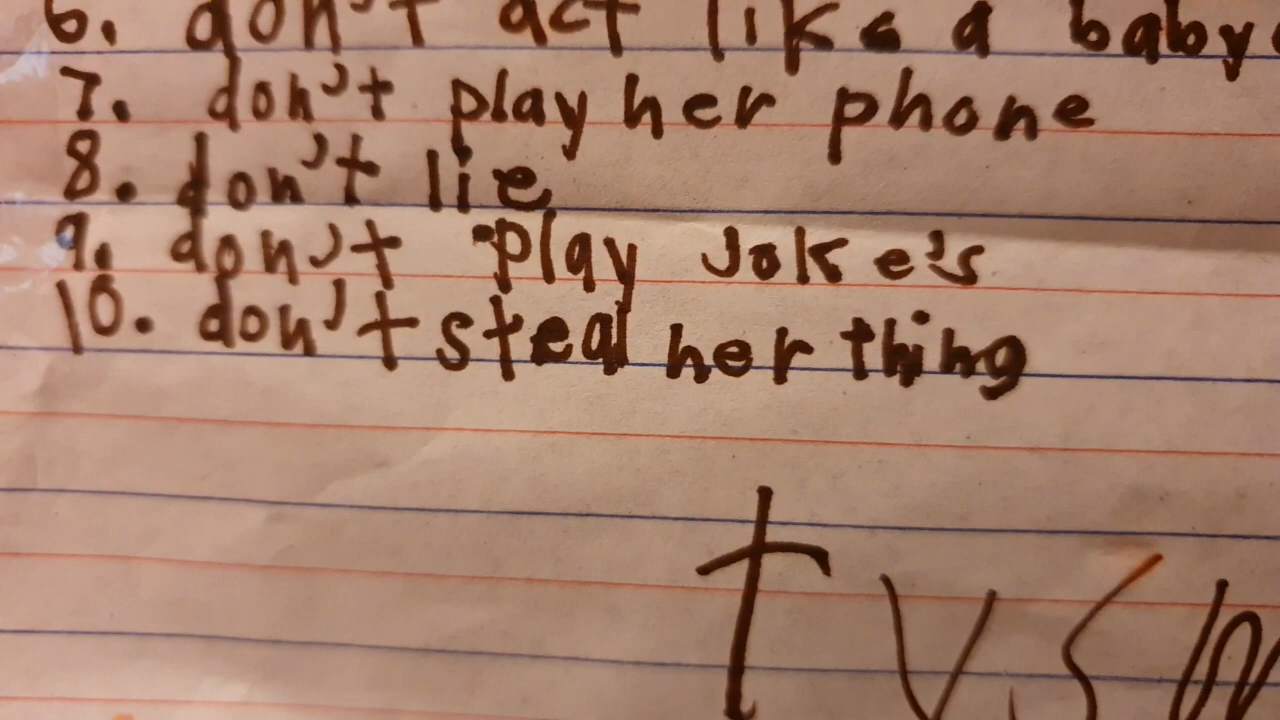 6. don't act like a baby
7. don't play her phone
8. don't lie
9. don't play Joke's
10. don't steal her thing